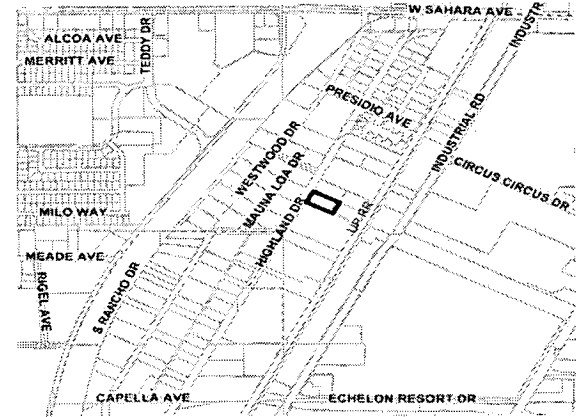 W SAHARA AVE
INDUSTR
ALCOA AVE
TEDDY DR
MERRITT AVE
PRESIDIO AVE
INDUSTRIAL RD
WESTWOOD DR
MAUNA LOA DR
CIRCUS CIRCUS DR
MILO WAY
HIGHLAND DR
UP RR
MEADE AVE
RIGEL AVE
S RANCHO DR
CAPELLA AVE
ECHELON RESORT DR